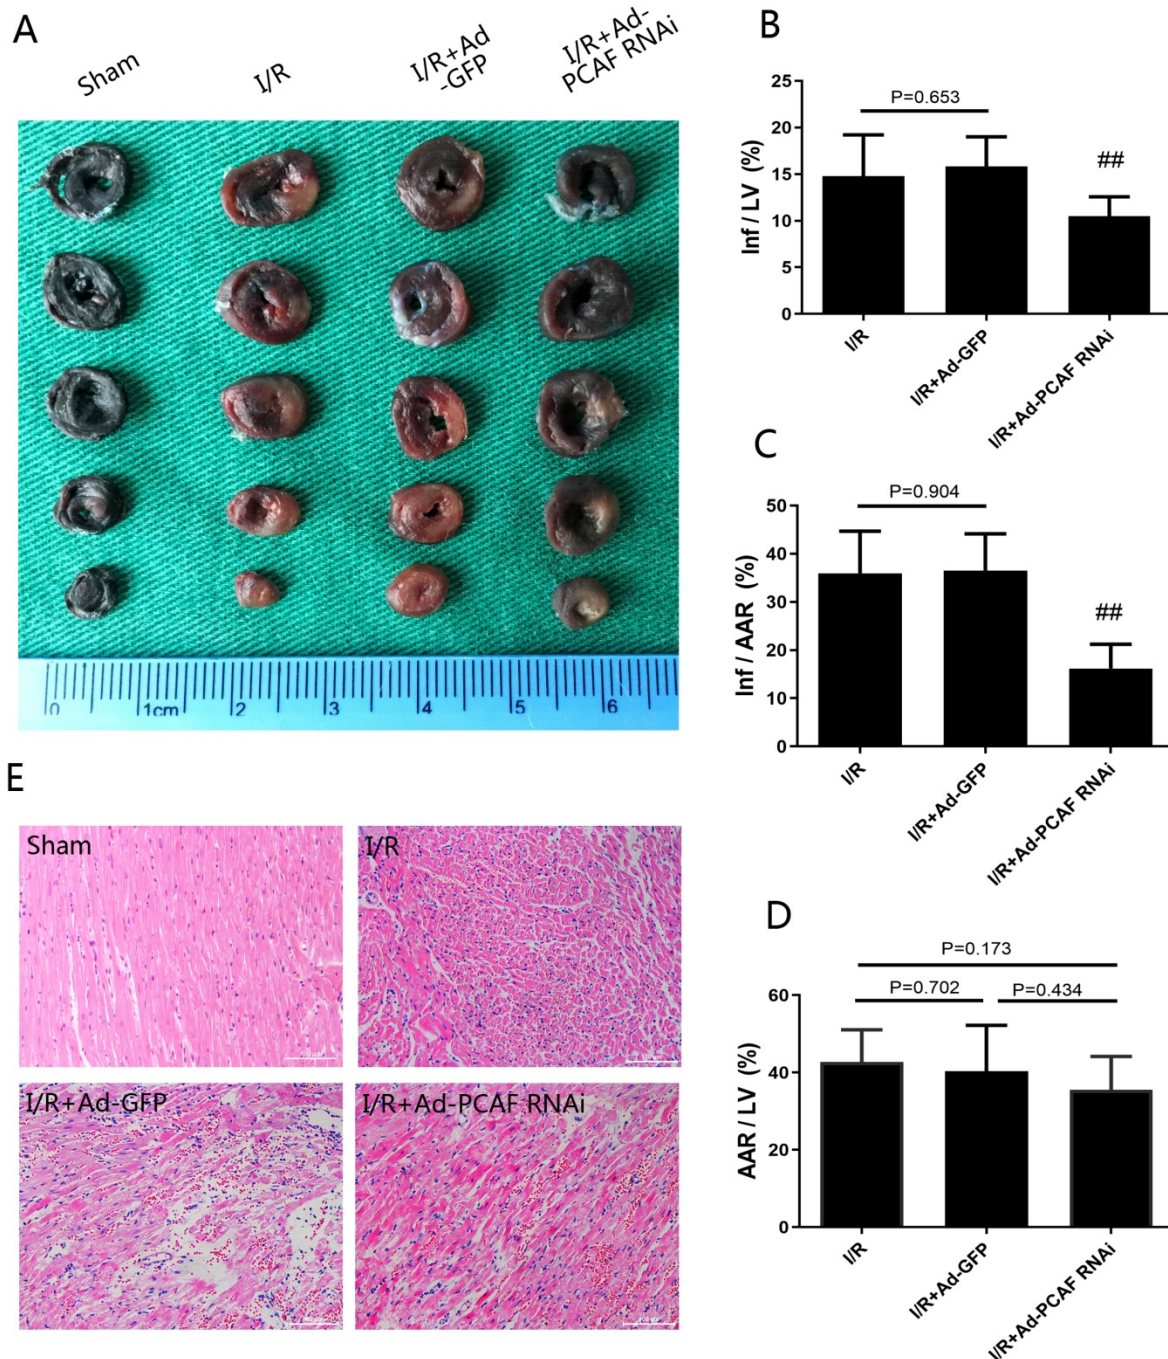 A
Sham
I/R
I/R+Ad
-GFP
I/R+Ad-
PCAF RNAi
0
1cm
2
3
4
5
6
B
25
20
15
10
5
0
Inf / LV (%)
P=0.653
##
I/R
I/R+Ad-GFP
I/R+Ad-PCAF RNAi
C
50
40
30
20
10
0
Inf / AAR (%)
P=0.904
##
I/R
I/R+Ad-GFP
I/R+Ad-PCAF RNAi
D
P=0.173
P=0.702
P=0.434
60
40
20
0
AAR / LV (%)
I/R
I/R+Ad-GFP
I/R+Ad-PCAF RNAi
E
Sham
I/R
I/R+Ad-GFP
I/R+Ad-PCAF RNAi